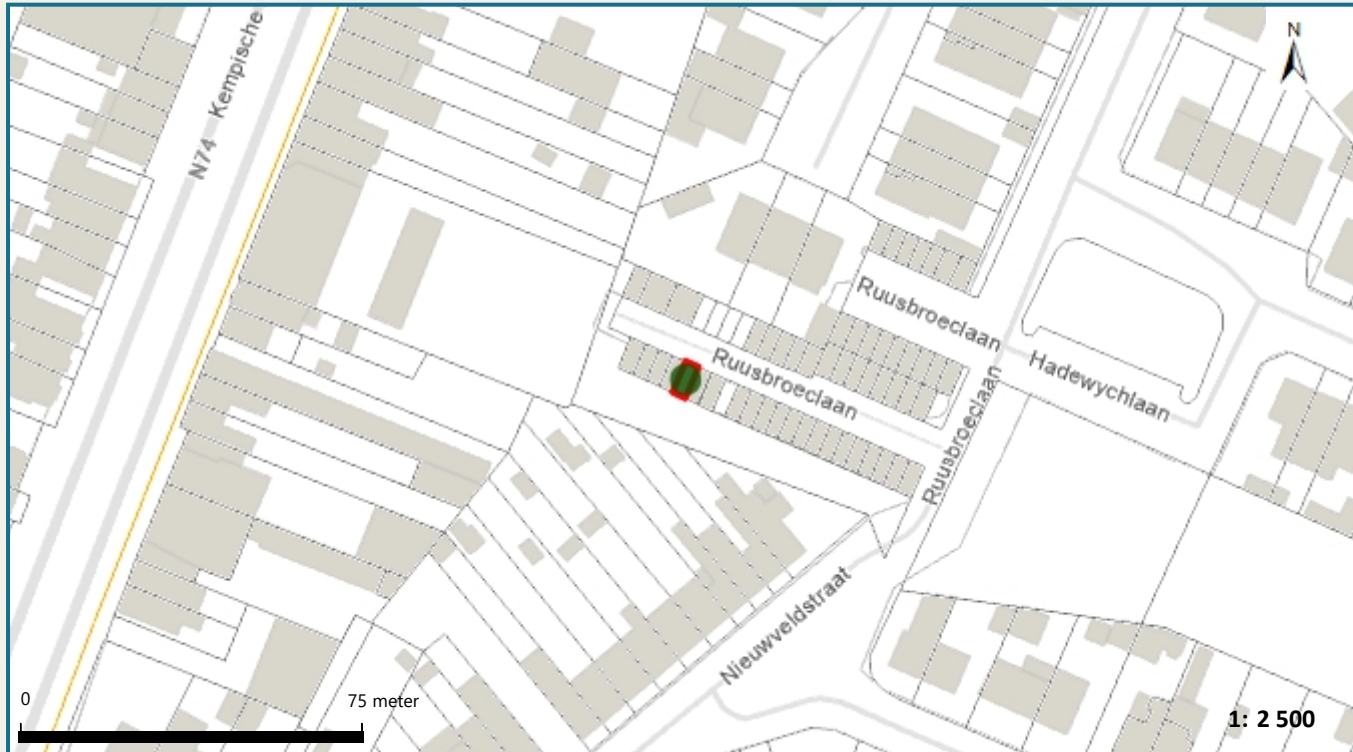 N
N74 Kempische
Ruusbroeclaan
Hadewychlaan
Ruusbroeclaan
Ruusbroeclaan
Nieuwveldstraat
0 75 meter
1: 2 500